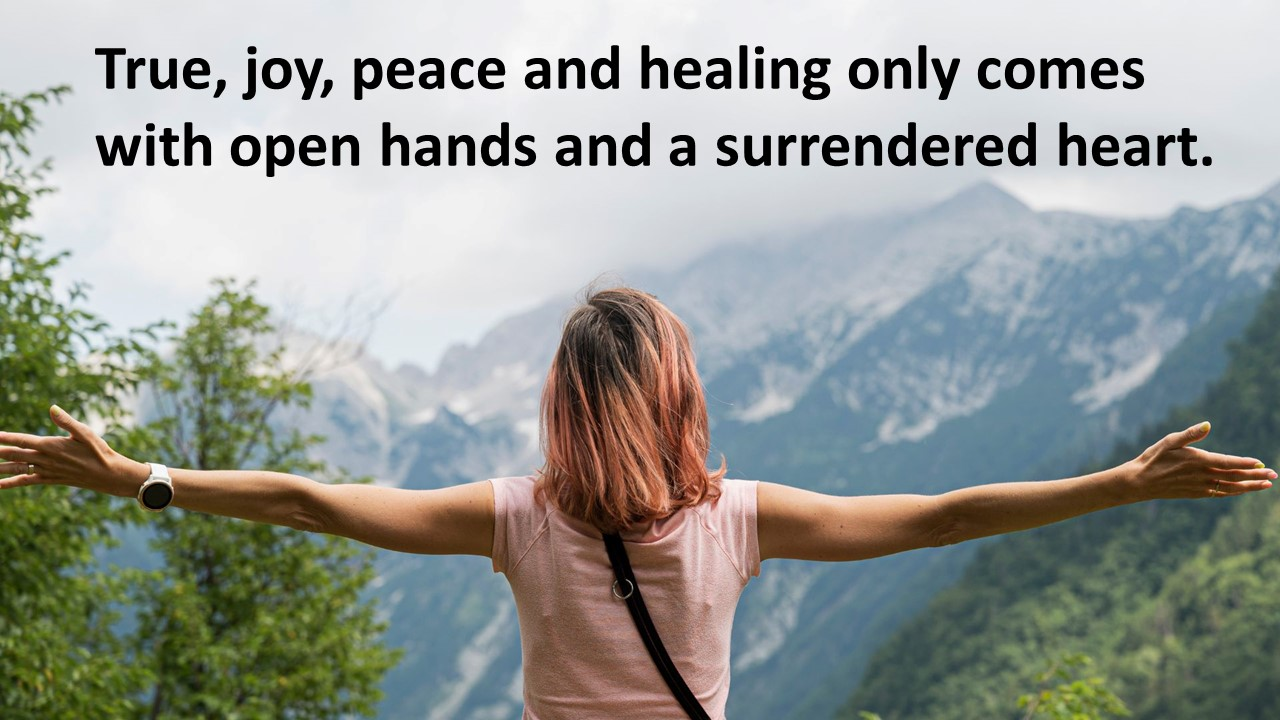 True, joy, peace and healing only comes
with open hands and a surrendered heart.